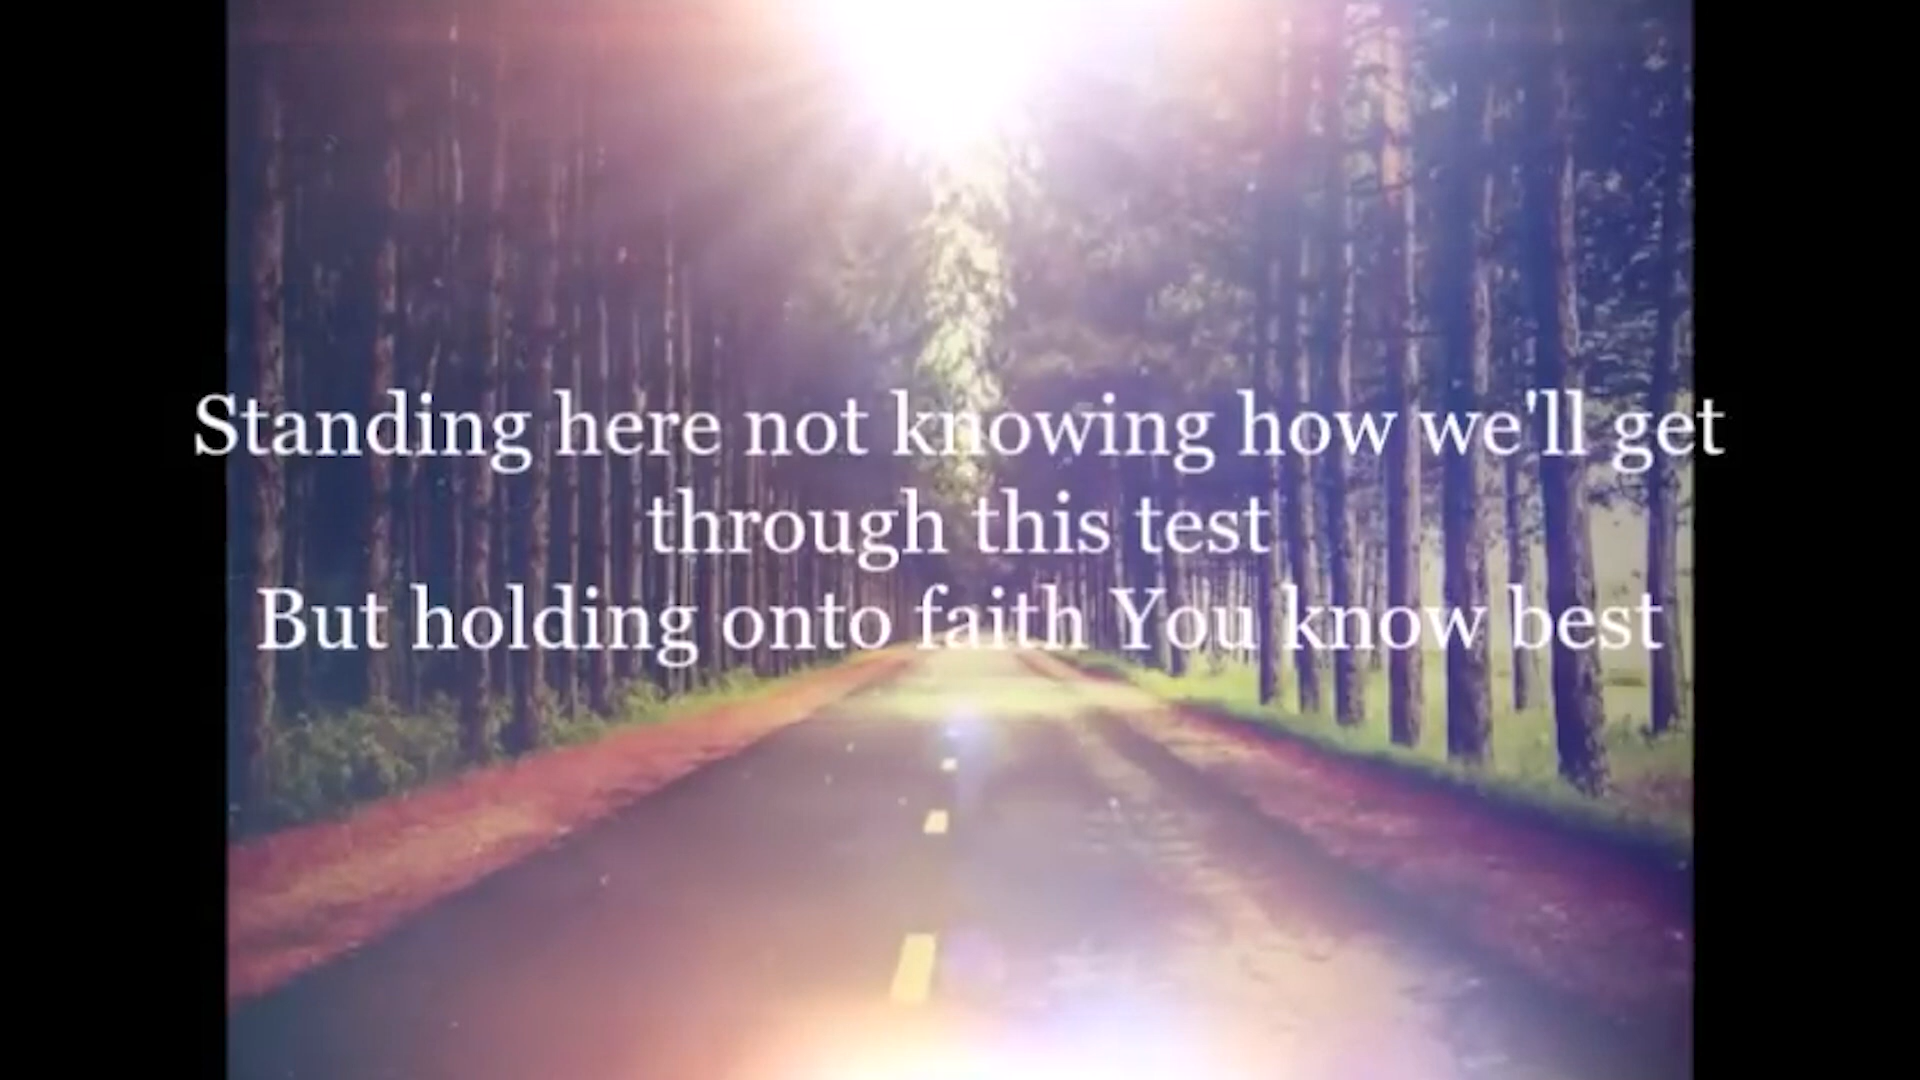 Standing here not knowing how we'll get
through this test
But holding onto faith You know best